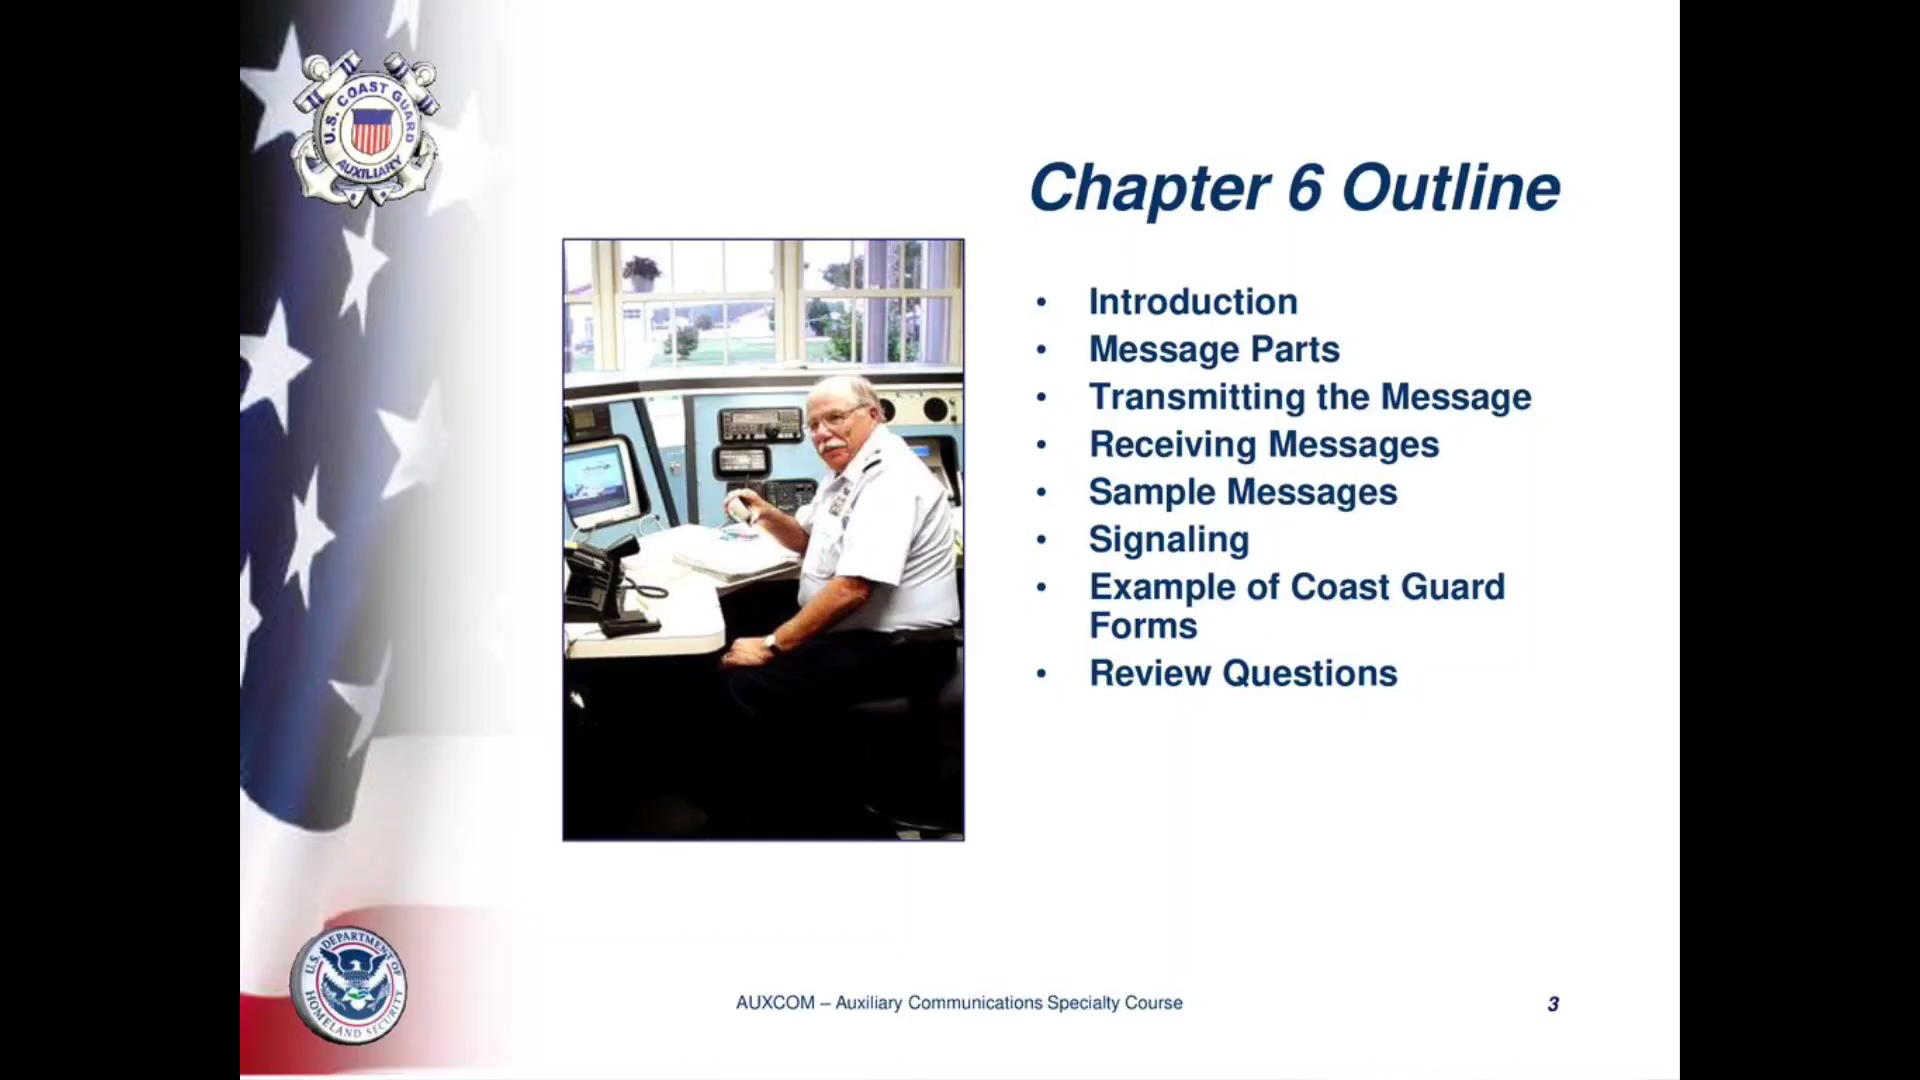 U.S. COAST GUARD
AUXILIARY
Chapter 6 Outline
• Introduction
• Message Parts
• Transmitting the Message
• Receiving Messages
• Sample Messages
• Signaling
• Example of Coast Guard
Forms
• Review Questions
U.S. DEPARTMENT OF
HOMELAND SECURITY
AUXCOM – Auxiliary Communications Specialty Course
3